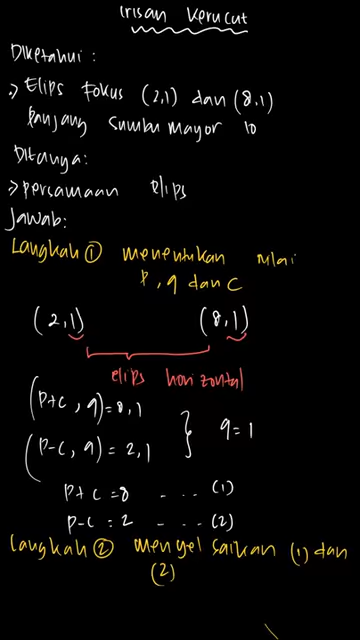 Irisan Kerucut
Diketahui:
Elips Fokus (2,1) dan (8,1)
Panjang sumbu mayor 10
Ditanya:
persamaan elips
Jawab:
Langkah ① menentukan nilai
P, q dan C
(2,1) (8,1)
elips horizontal
(P+c, q) = 8,1
(P-c, q) = 2,1
q=1
P+c=8 .... (1)
P-c=2 .... (2)
Langkah ② menyelsaikan (1) dan
(2)